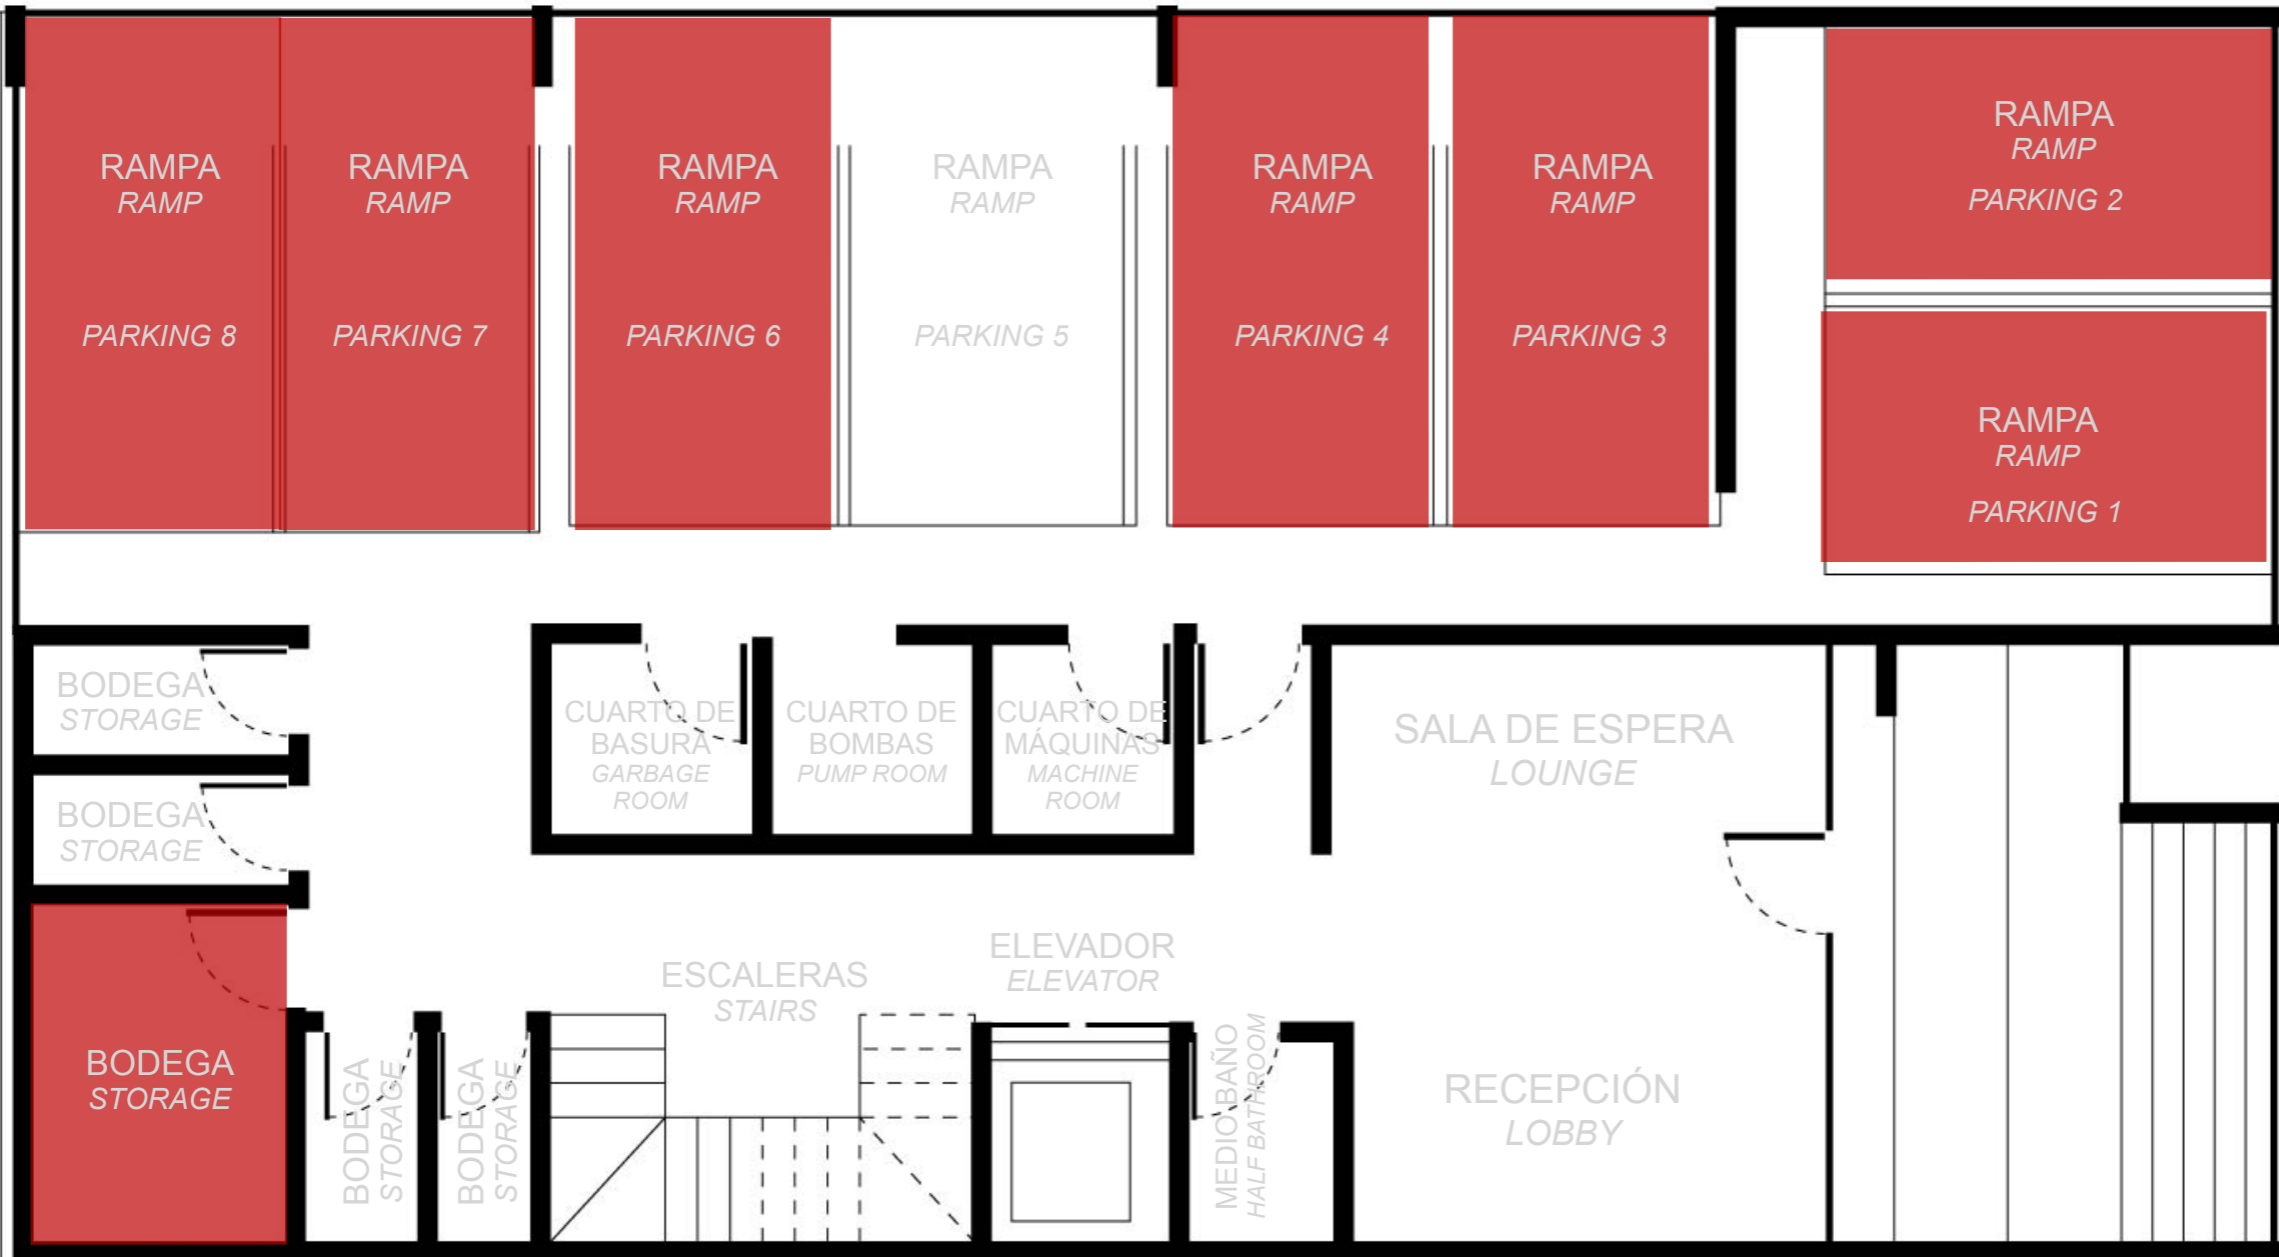 RAMPA
RAMP
PARKING 8
RAMPA
RAMP
PARKING 7
RAMPA
RAMP
PARKING 6
RAMPA
RAMP
PARKING 5
RAMPA
RAMP
PARKING 4
RAMPA
RAMP
PARKING 3
RAMPA
RAMP
PARKING 2
RAMPA
RAMP
PARKING 1
BODEGA
STORAGE
BODEGA
STORAGE
BODEGA
STORAGE
BODEGA
STORAGE
BODEGA
STORAGE
CUARTO DE
BASURA
GARBAGE
ROOM
CUARTO DE
BOMBAS
PUMP ROOM
CUARTO DE
MÁQUINAS
MACHINE
ROOM
SALA DE ESPERA
LOUNGE
ESCALERAS
STAIRS
ELEVADOR
ELEVATOR
MEDIO BAÑO
HALF BATHROOM
RECEPCIÓN
LOBBY